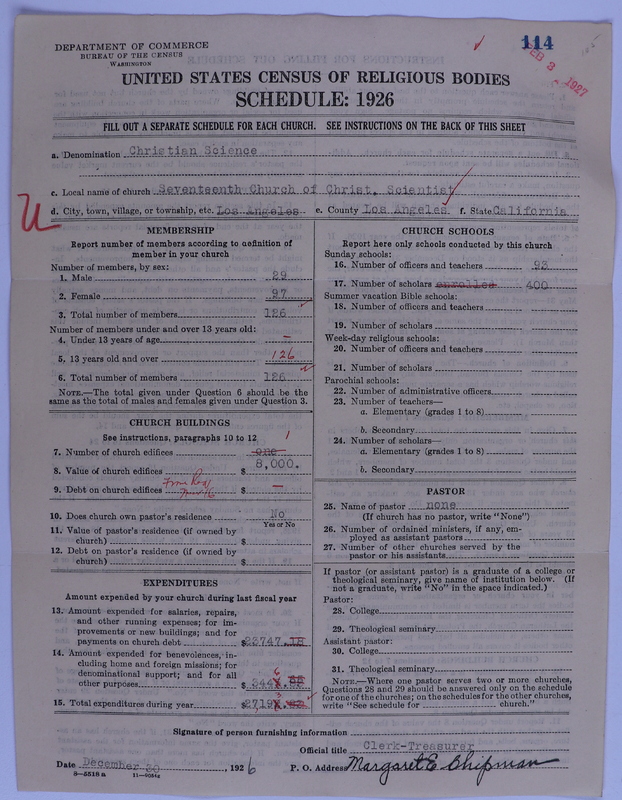 DEPARTMENT OF COMMERCE
BUREAU OF THE CENSUS
WASHINGTON
114
FEB 3 1927
UNITED STATES CENSUS OF RELIGIOUS BODIES
SCHEDULE: 1926
FILL OUT A SEPARATE SCHEDULE FOR EACH CHURCH. SEE INSTRUCTIONS ON THE BACK OF THIS SHEET
a. Denomination Christian Science
c. Local name of church Seventeenth Church of Christ, Scientist
d. City, town, village, or township, etc. Los Angeles e. County Los Angeles f. State California
MEMBERSHIP
Report number of members according to definition of
member in your church
Number of members, by sex:
1. Male 29
2. Female 97
3. Total number of members 126
Number of members under and over 13 years old:
4. Under 13 years of age –
5. 13 years old and over 126
6. Total number of members 126
NOTE.—The total given under Question 6 should be the
same as the total of males and females given under Question 3.
CHURCH BUILDINGS
See instructions, paragraphs 10 to 12
7. Number of church edifices one 1
8. Value of church edifices $ 8,000.
9. Debt on church edifices $ –
10. Does church own pastor's residence No
Yes or No
11. Value of pastor's residence (if owned by
church) $
12. Debt on pastor's residence (if owned by
church) $
EXPENDITURES
Amount expended by your church during last fiscal year
13. Amount expended for salaries, repairs,
and other running expenses; for im-
provements or new buildings; and for
payments on church debt $23747.
14. Amount expended for benevolences, in-
cluding home and foreign missions; for
denominational support; and for all
other purposes $
15. Total expenditures during year $
CHURCH SCHOOLS
Report here only schools conducted by this church
Sunday schools:
16. Number of officers and teachers 93
17. Number of scholars enrolled 400
Summer vacation Bible schools:
18. Number of officers and teachers
19. Number of scholars
Week-day religious schools:
20. Number of officers and teachers
21. Number of scholars
Parochial schools:
22. Number of administrative officers
23. Number of teachers—
a. Elementary (grades 1 to 8)
b. Secondary
24. Number of scholars—
a. Elementary (grades 1 to 8)
b. Secondary
PASTOR
25. Name of pastor none
(If church has no pastor, write "None")
26. Number of ordained ministers, if any, em-
ployed as assistant pastors
27. Number of other churches served by the
pastor or his assistants
If pastor (or assistant pastor) is a graduate of a college or
theological seminary, give name of institution below. (If
not a graduate, write "No" in the space indicated.)
Pastor:
28. College
29. Theological seminary
Assistant pastor:
30. College
31. Theological seminary
NOTE.—Where one pastor serves two or more churches,
Questions 28 and 29 should be answered only on the schedule
for one of the churches; on the schedules for the other churches,
write "See schedule for church."
Signature of person furnishing information
Official title Clerk-Treasurer
Date December 20, 1926 P. O. Address Margaret E. Chipman
8—5518 a